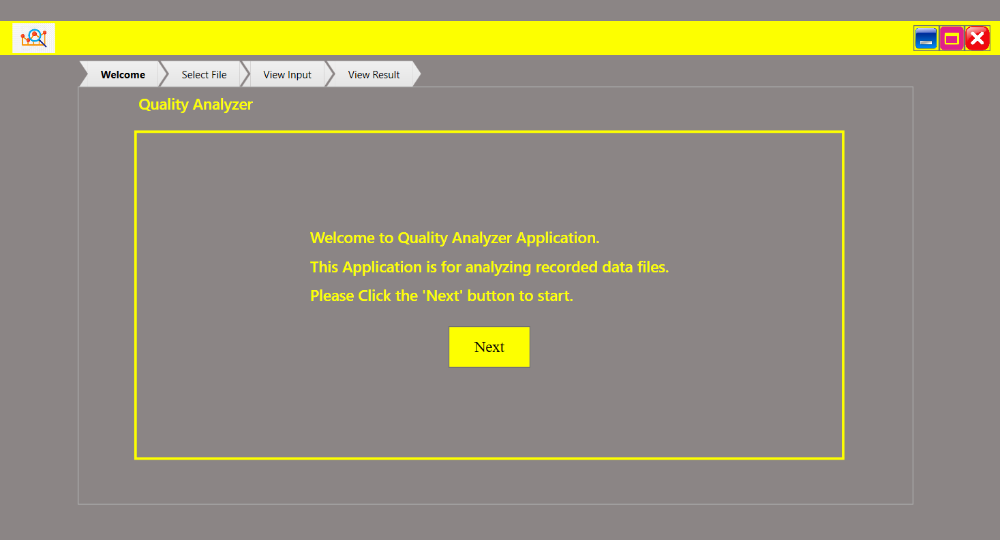 Welcome Select File View Input View Result
Quality Analyzer
Welcome to Quality Analyzer Application.
This Application is for analyzing recorded data files.
Please Click the 'Next' button to start.
Next